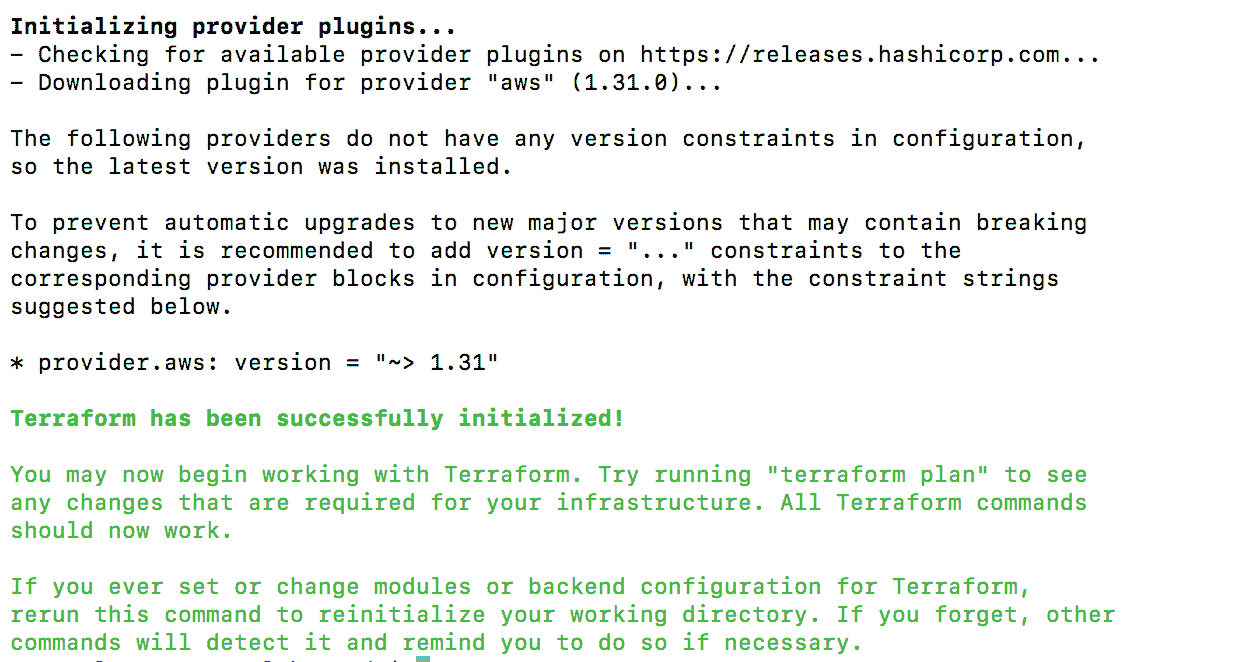 Initializing provider plugins...
- Checking for available provider plugins on https://releases.hashicorp.com...
- Downloading plugin for provider "aws" (1.31.0)...
The following providers do not have any version constraints in configuration,
so the latest version was installed.
To prevent automatic upgrades to new major versions that may contain breaking
changes, it is recommended to add version = "..." constraints to the
corresponding provider blocks in configuration, with the constraint strings
suggested below.
* provider.aws: version = "~> 1.31"
Terraform has been successfully initialized!
You may now begin working with Terraform. Try running "terraform plan" to see
any changes that are required for your infrastructure. All Terraform commands
should now work.
If you ever set or change modules or backend configuration for Terraform,
rerun this command to reinitialize your working directory. If you forget, other
commands will detect it and remind you to do so if necessary.